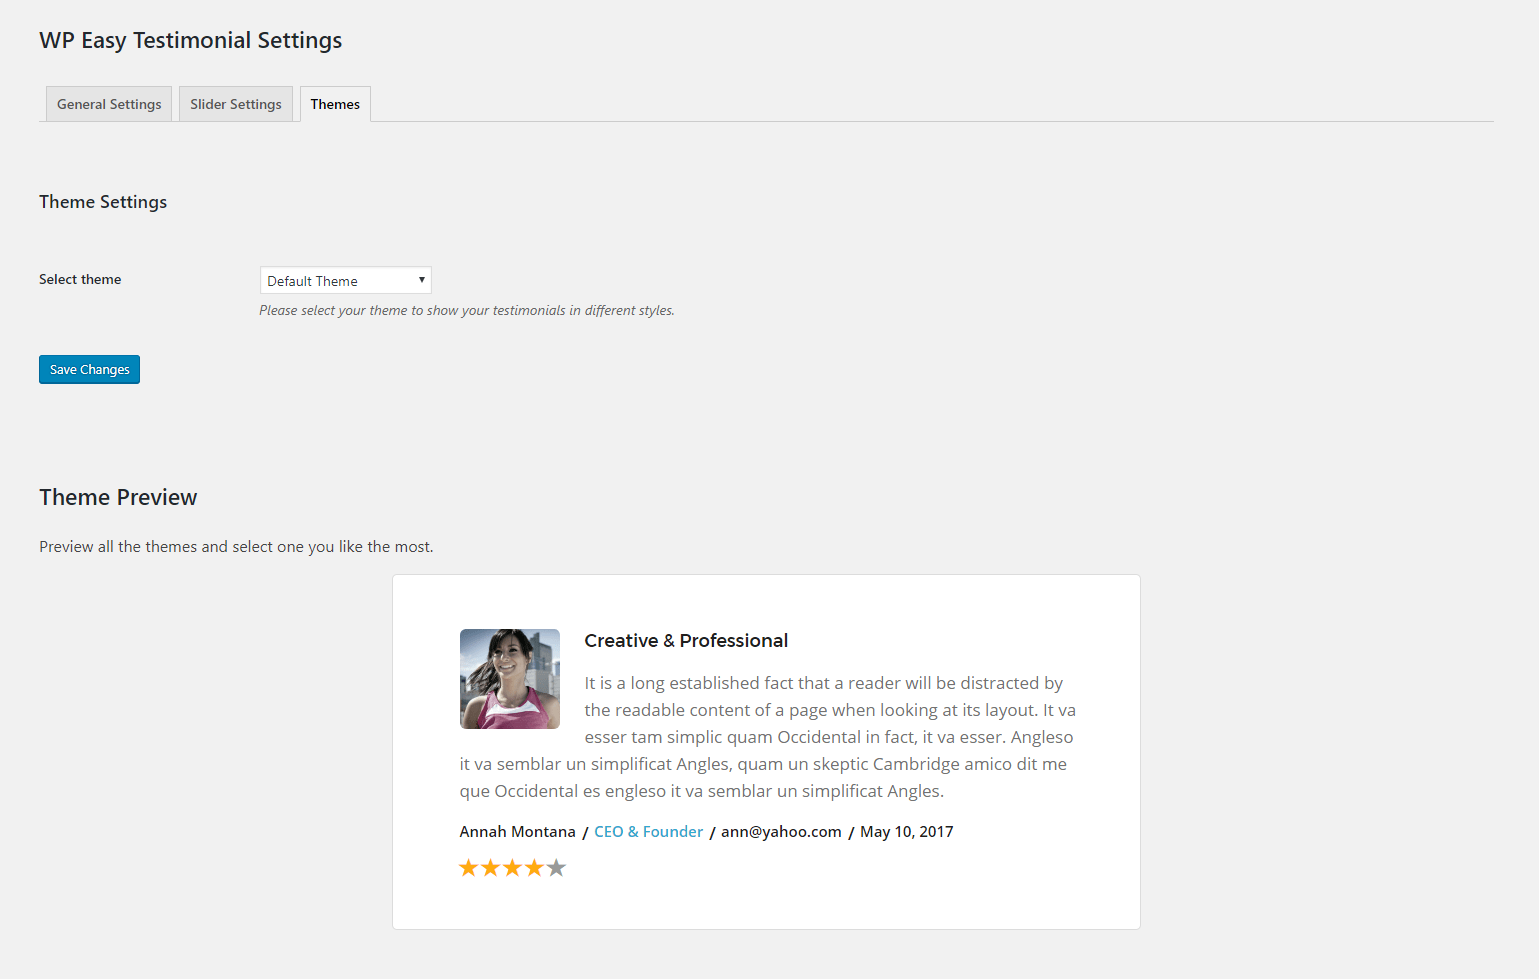 WP Easy Testimonial Settings
General Settings
Slider Settings
Themes
Theme Settings
Select theme
Default Theme
Please select your theme to show your testimonials in different styles.
Save Changes
Theme Preview
Preview all the themes and select one you like the most.
Creative & Professional
It is a long established fact that a reader will be distracted by
the readable content of a page when looking at its layout. It va
esser tam simplic quam Occidental in fact, it va esser. Angleso
it va semblar un simplificat Angles, quam un skeptic Cambridge amico dit me
que Occidental es engleso it va semblar un simplificat Angles.
Annah Montana / CEO & Founder / ann@yahoo.com / May 10, 2017